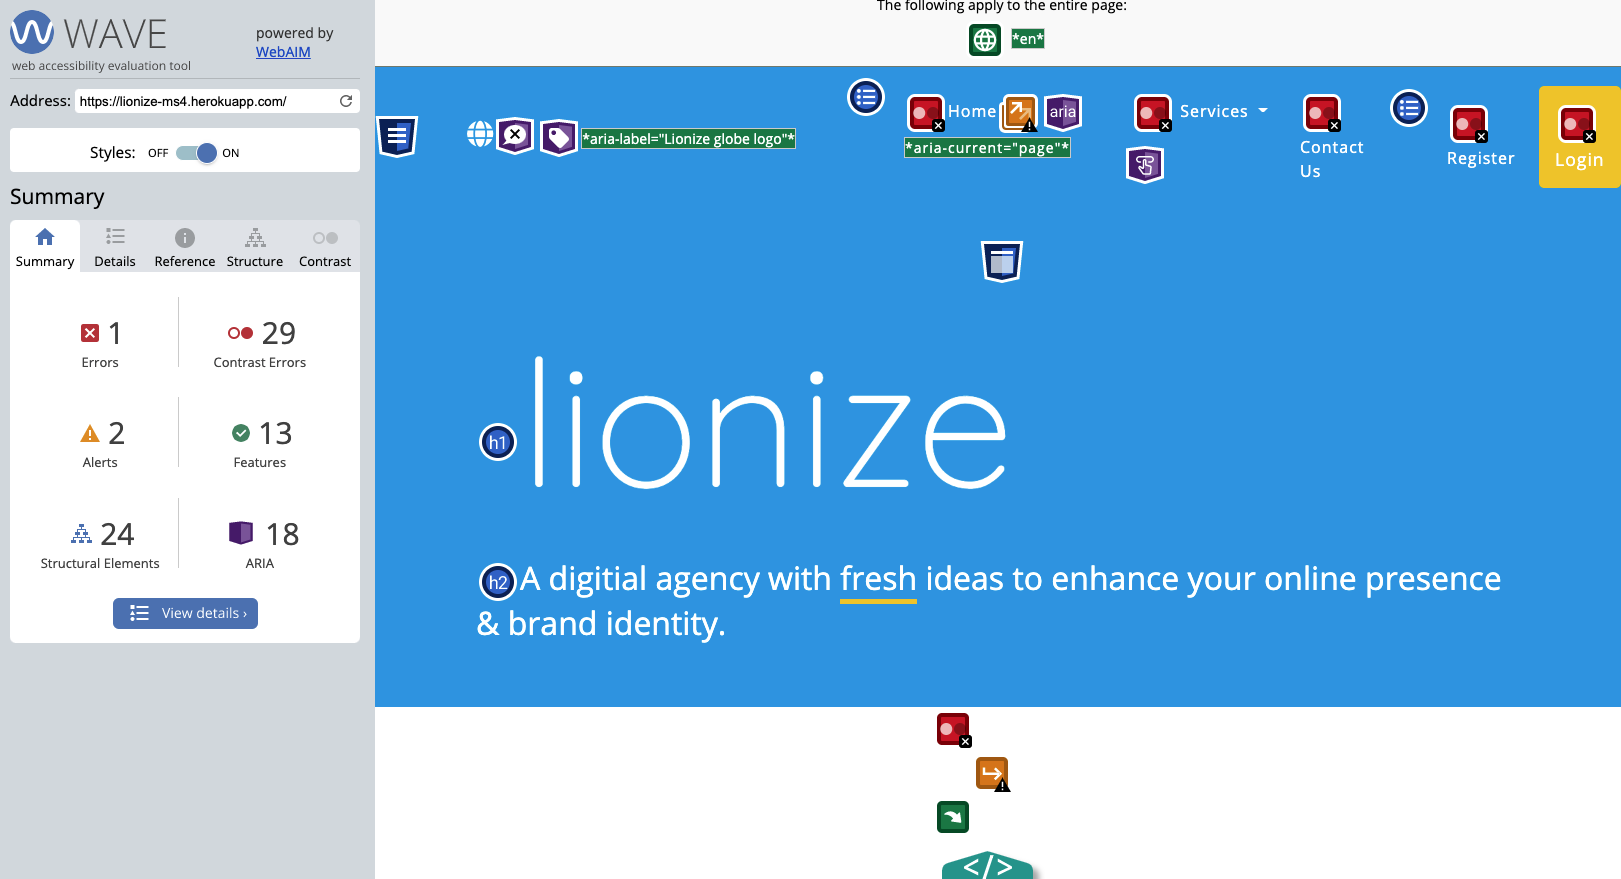 WAVE
web accessibility evaluation tool
powered by
WebAIM
Address: https://lionize-ms4.herokuapp.com/
Styles: OFF ON
Summary
Summary Details Reference Structure Contrast
1
Errors
29
Contrast Errors
2
Alerts
13
Features
24
Structural Elements
18
ARIA
View details ›
The following apply to the entire page:
*en*
*aria-label="Lionize globe logo"*
Home
aria
*aria-current="page"*
Services
Contact
Us
Register
Login
h1
lionize
h2
A digitial agency with fresh ideas to enhance your online presence
& brand identity.
</>